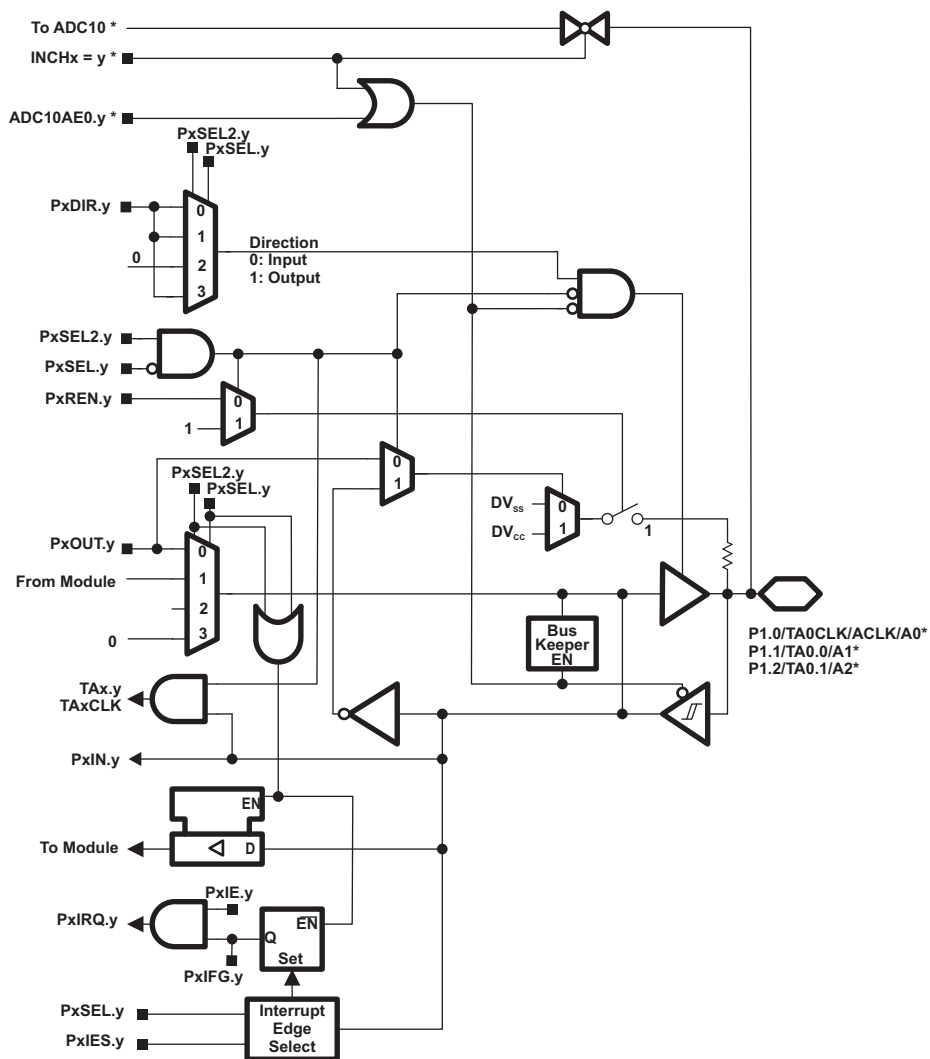 To ADC10 *
INCHx = y *
ADC10AE0.y *
PxSEL2.y
PxSEL.y
PxDIR.y
0
1
0
2
3
Direction
0: Input
1: Output
PxSEL2.y
PxSEL.y
PxREN.y
0
1
1
0
1
PxSEL2.y
PxSEL.y
DVss
DVcc
0
1
1
PxOUT.y
From Module
0
0
1
2
3
Bus
Keeper
EN
P1.0/TA0CLK/ACLK/A0*
P1.1/TA0.0/A1*
P1.2/TA0.1/A2*
TAx.y
TAxCLK
PxIN.y
EN
To Module
D
PxIE.y
PxIRQ.y
EN
Q
Set
PxIFG.y
PxSEL.y
PxIES.y
Interrupt
Edge
Select